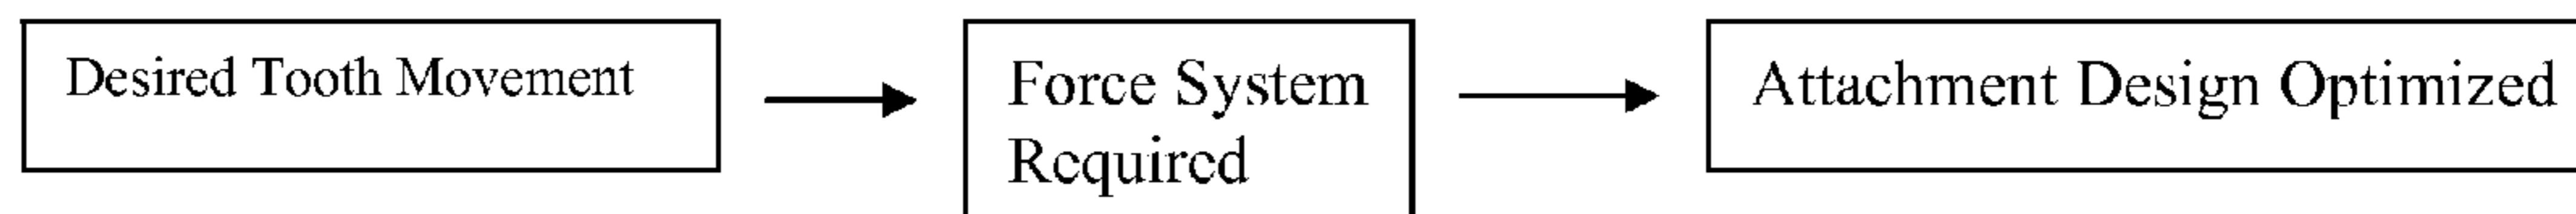 Desired Tooth Movement
Force System
Required
Attachment Design Optimized